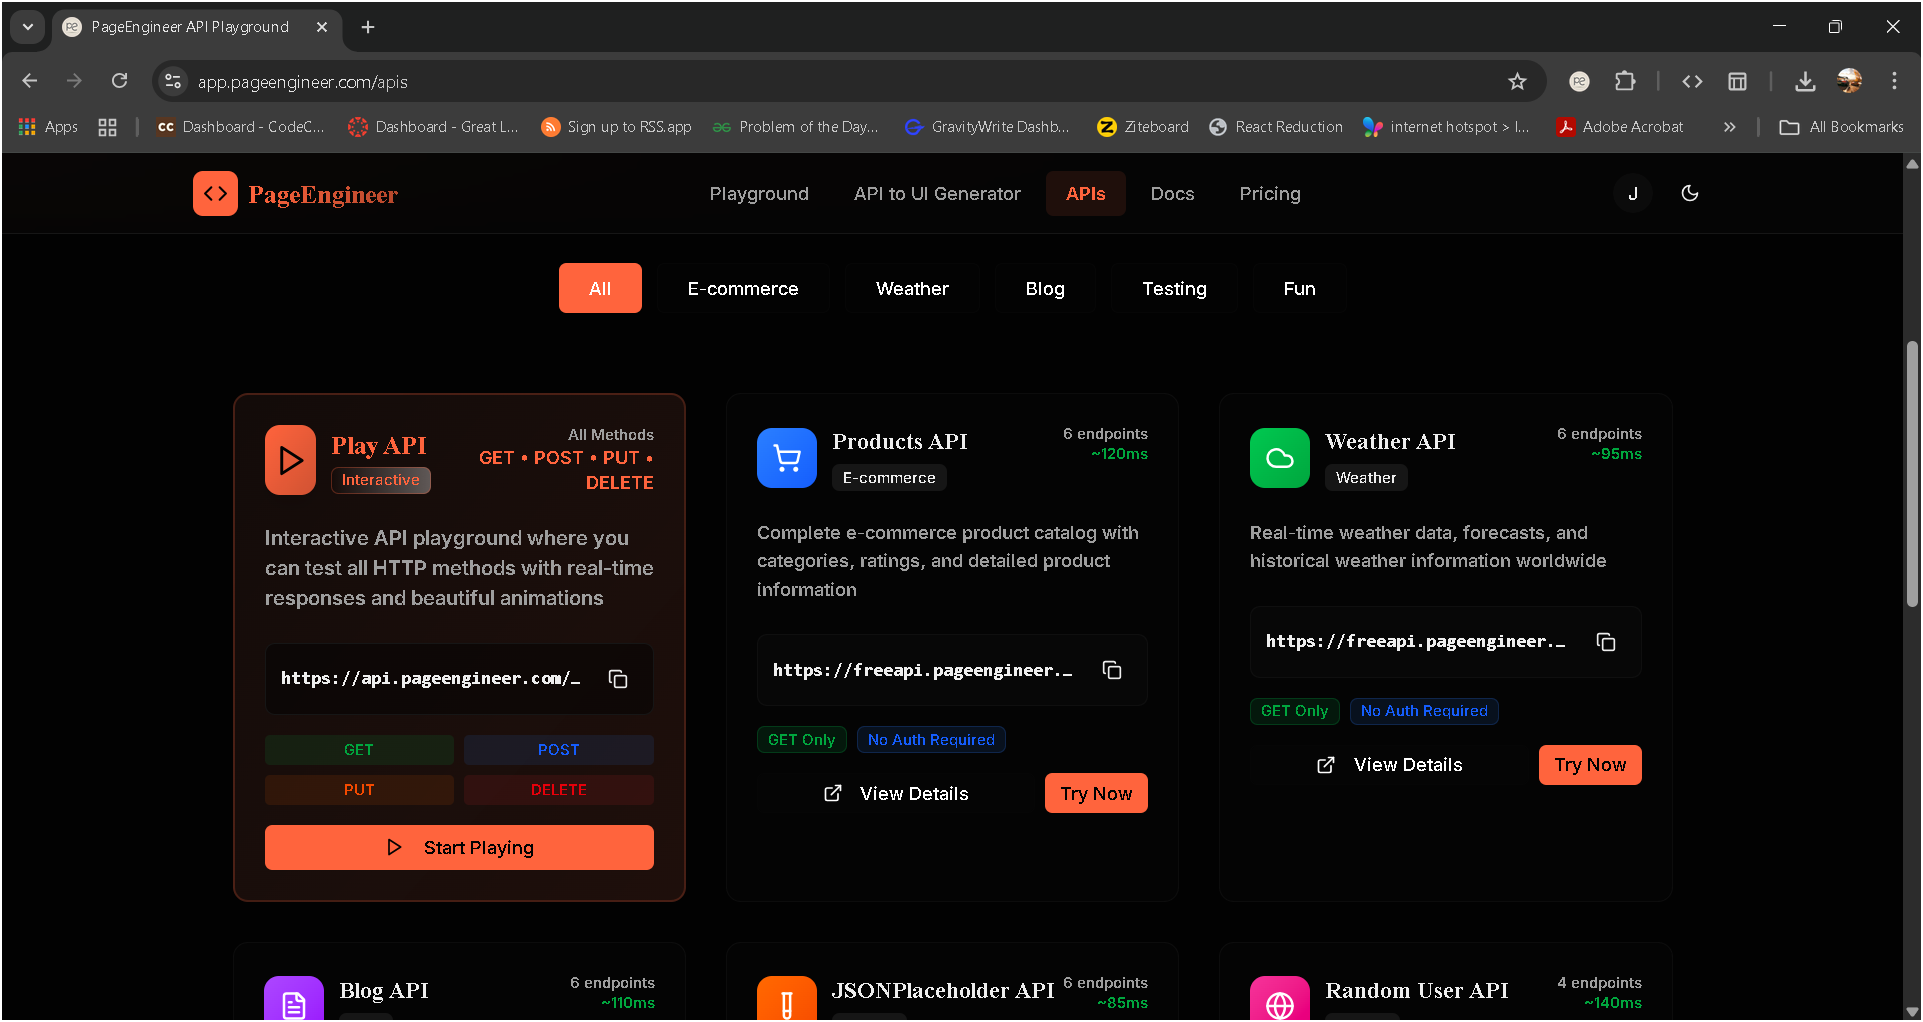 PageEngineer API Playground
app.pageengineer.com/apis
Apps
Dashboard - CodeC...
Dashboard - Great L...
Sign up to RSS.app
Problem of the Day...
GravityWrite Dashb...
Ziteboard
React Reduction
internet hotspot > I...
Adobe Acrobat
All Bookmarks
PageEngineer
Playground
API to UI Generator
APIs
Docs
Pricing
J
All
E-commerce
Weather
Blog
Testing
Fun
Play API
Interactive
All Methods
GET • POST • PUT •
DELETE
Interactive API playground where you
can test all HTTP methods with real-time
responses and beautiful animations
https://api.pageengineer.com/…
GET
POST
PUT
DELETE
Start Playing
Products API
E-commerce
6 endpoints
~120ms
Complete e-commerce product catalog with
categories, ratings, and detailed product
information
https://freeapi.pageengineer.…
GET Only
No Auth Required
View Details
Try Now
Weather API
Weather
6 endpoints
~95ms
Real-time weather data, forecasts, and
historical weather information worldwide
https://freeapi.pageengineer.…
GET Only
No Auth Required
View Details
Try Now
Blog API
6 endpoints
~110ms
JSONPlaceholder API
6 endpoints
~85ms
Random User API
4 endpoints
~140ms